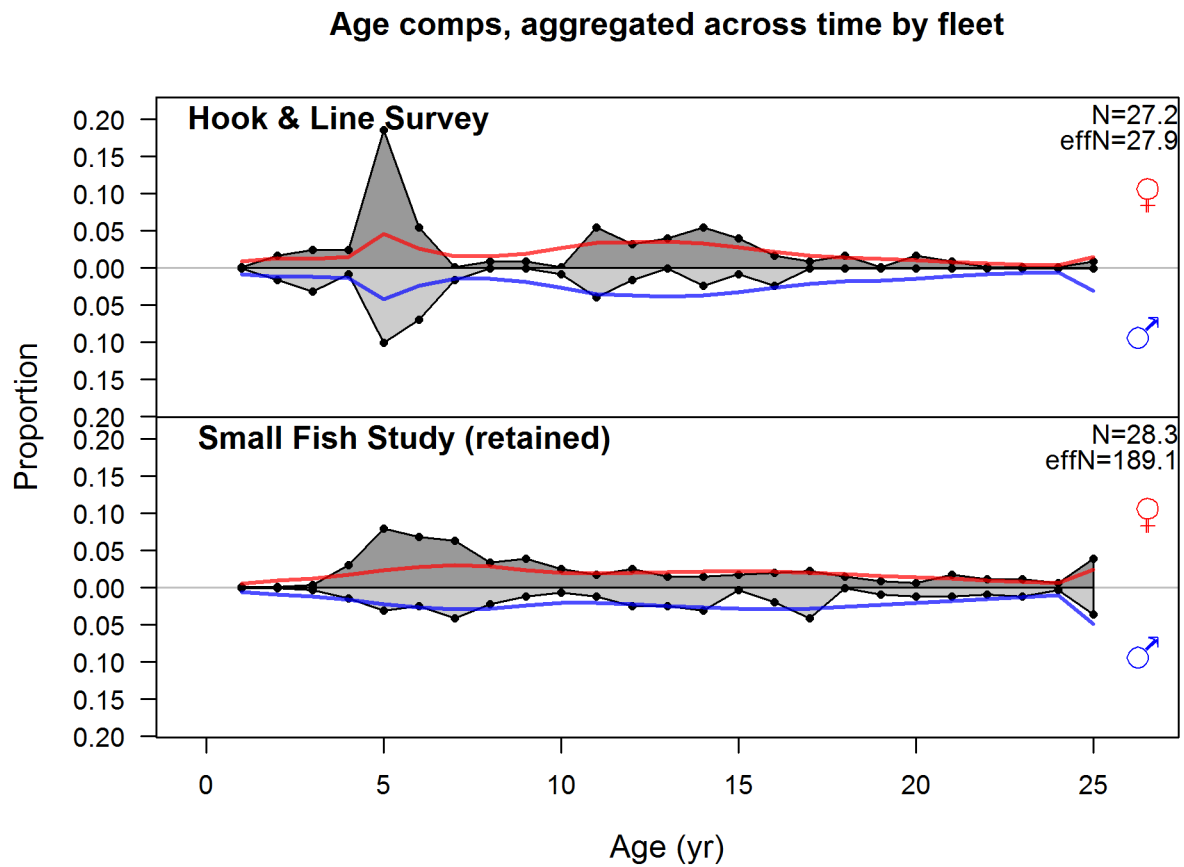 Age comps, aggregated across time by fleet
Hook & Line Survey
N=27.2
effN=27.9
♀
♂
0.20
0.15
0.10
0.05
0.00
0.05
0.10
0.15
0.20
Small Fish Study (retained)
N=28.3
effN=189.1
♀
♂
0.20
0.15
0.10
0.05
0.00
0.05
0.10
0.15
0.20
Proportion
0 5 10 15 20 25
Age (yr)